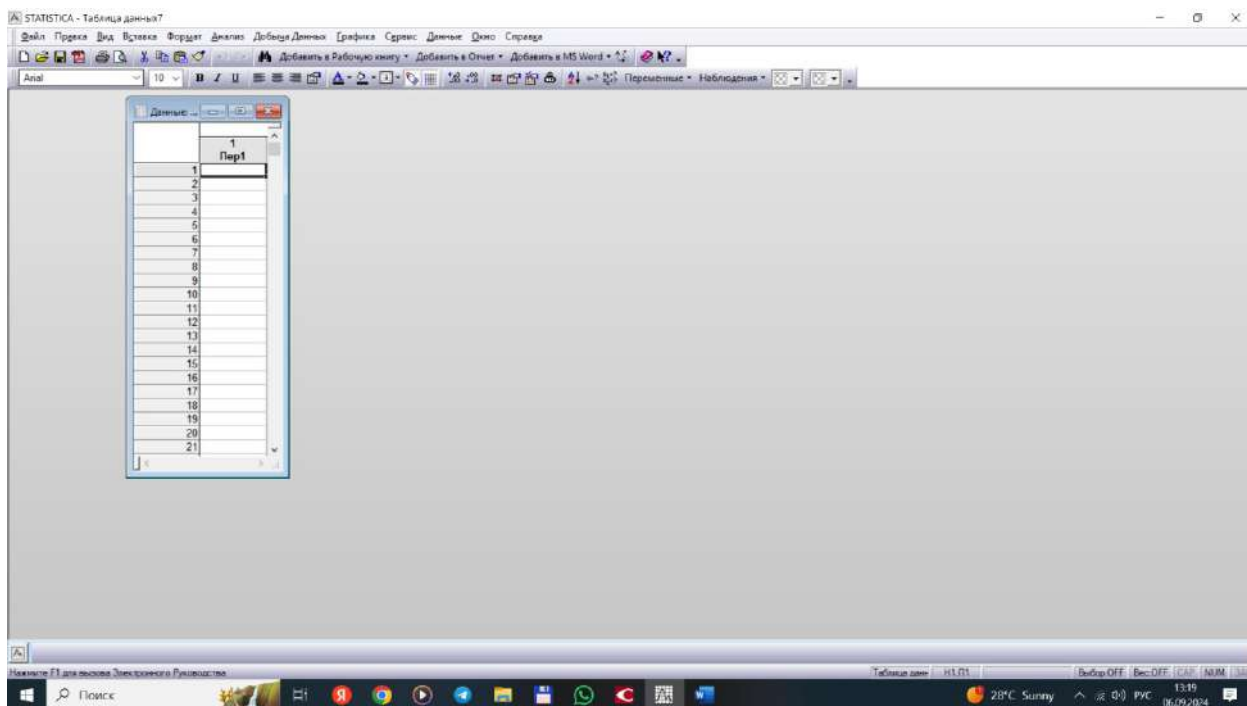 STATISTICA - Таблица данных7
Файл Правка Вид Вставка Формат Анализ Добыча Данных Графика Сервис Данные Окно Справка
Добавить в Рабочую книгу Добавить в Отчет Добавить в MS Word
Arial 10 B I U Переменные Наблюдения
Данные: ...
1
Пер1
1
2
3
4
5
6
7
8
9
10
11
12
13
14
15
16
17
18
19
20
21
Нажмите F1 для вызова Электронного Руководства Таблица данн Н1,П1 Выбор:OFF Вес:OFF CAP NUM ЗАП
Поиск 28°C Sunny РУС 13:19
06.09.2024